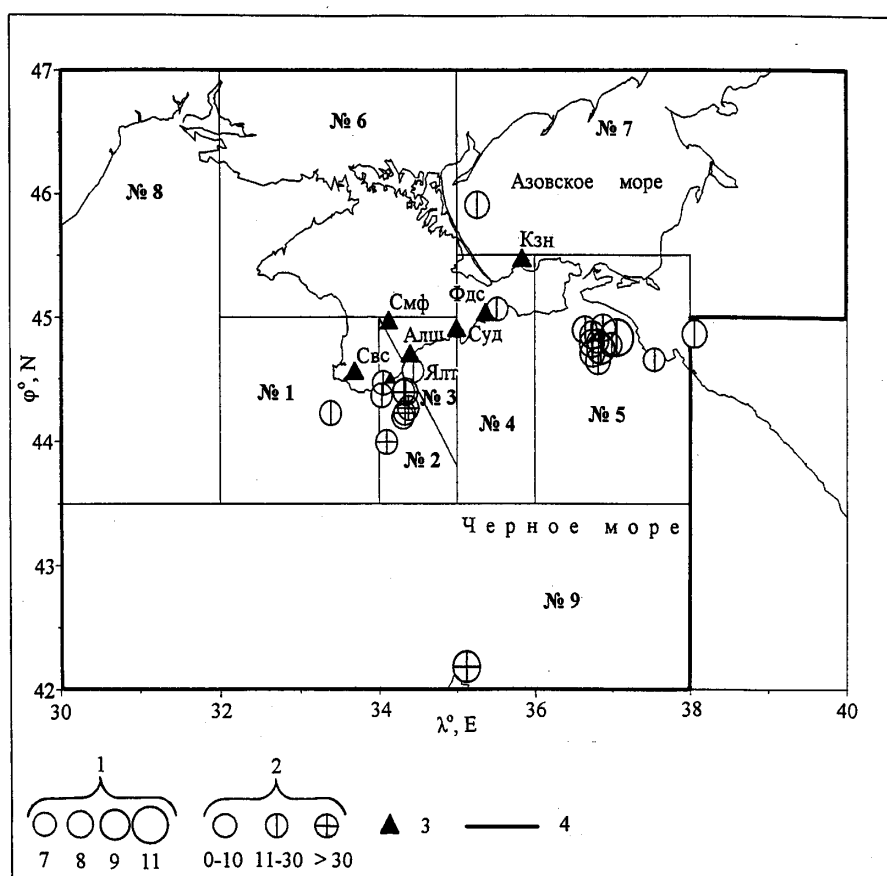 47
№ 6
№ 7
№ 8
46
Азовское море
Кзн
Фдс
Смф
45
Алш
Суд
Свс
Ялт
№ 1
№ 3
№ 4
№ 5
44
№ 2
Черное море
43
№ 9
42
30 32 34 36 38 40
φ°, N
λ°, E
1 2
3 4
7 8 9 11 0-10 11-30 > 30